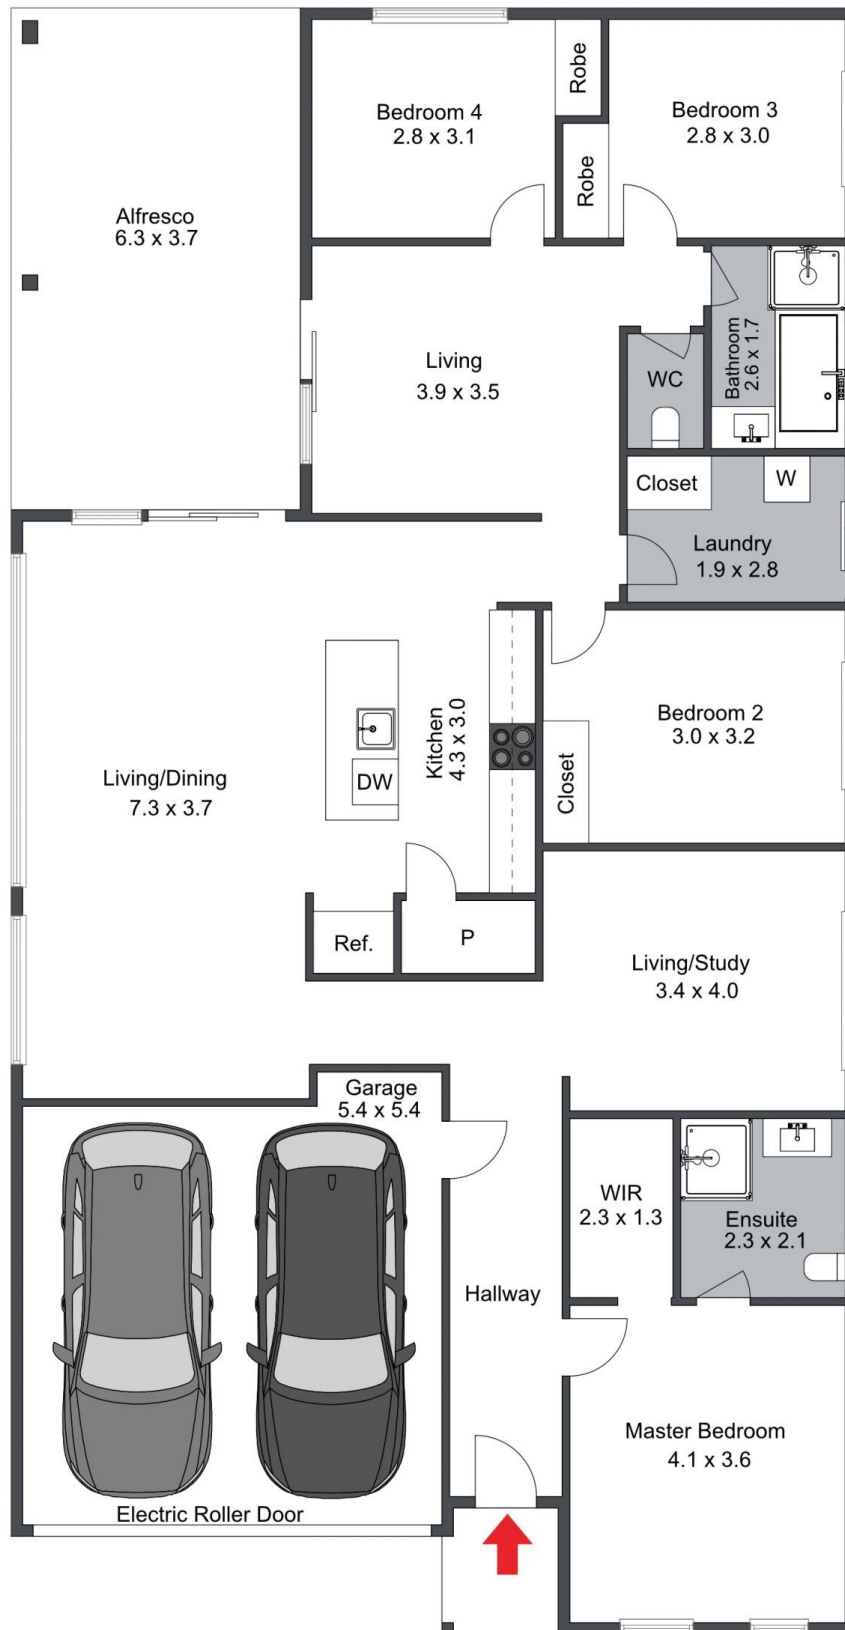 Bedroom 4
2.8 x 3.1
Robe
Robe
Bedroom 3
2.8 x 3.0
Alfresco
6.3 x 3.7
Living
3.9 x 3.5
WC
Bathroom
2.6 x 1.7
Closet
W
Laundry
1.9 x 2.8
Living/Dining
7.3 x 3.7
DW
Kitchen
4.3 x 3.0
Closet
Bedroom 2
3.0 x 3.2
Ref.
P
Living/Study
3.4 x 4.0
Garage
5.4 x 5.4
WIR
2.3 x 1.3
Ensuite
2.3 x 2.1
Hallway
Master Bedroom
4.1 x 3.6
Electric Roller Door